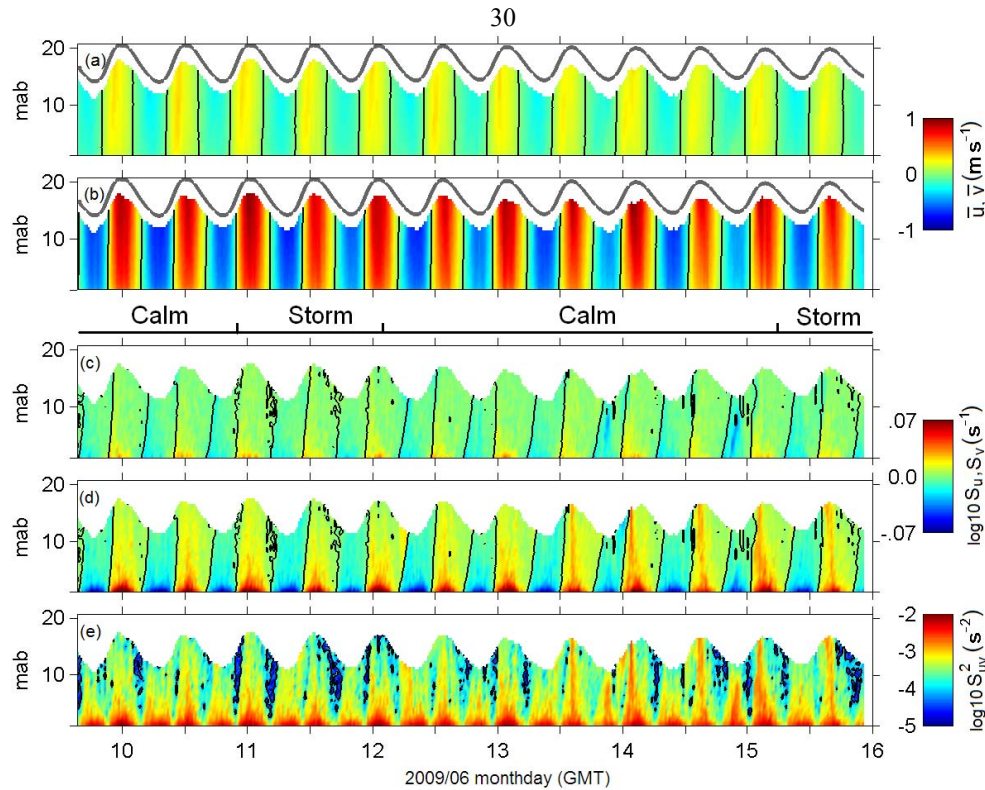 30
20
(a)
mab
10
1
0
-1
u, v (m s⁻¹)
20
(b)
mab
10
Calm Storm Calm Storm
20
(c)
mab
10
.07
0.0
-.07
log10 Su, Sv (s⁻¹)
20
(d)
mab
10
20
(e)
mab
10
-2
-3
-4
-5
log10 S²uv (s⁻²)
10 11 12 13 14 15 16
2009/06 monthday (GMT)